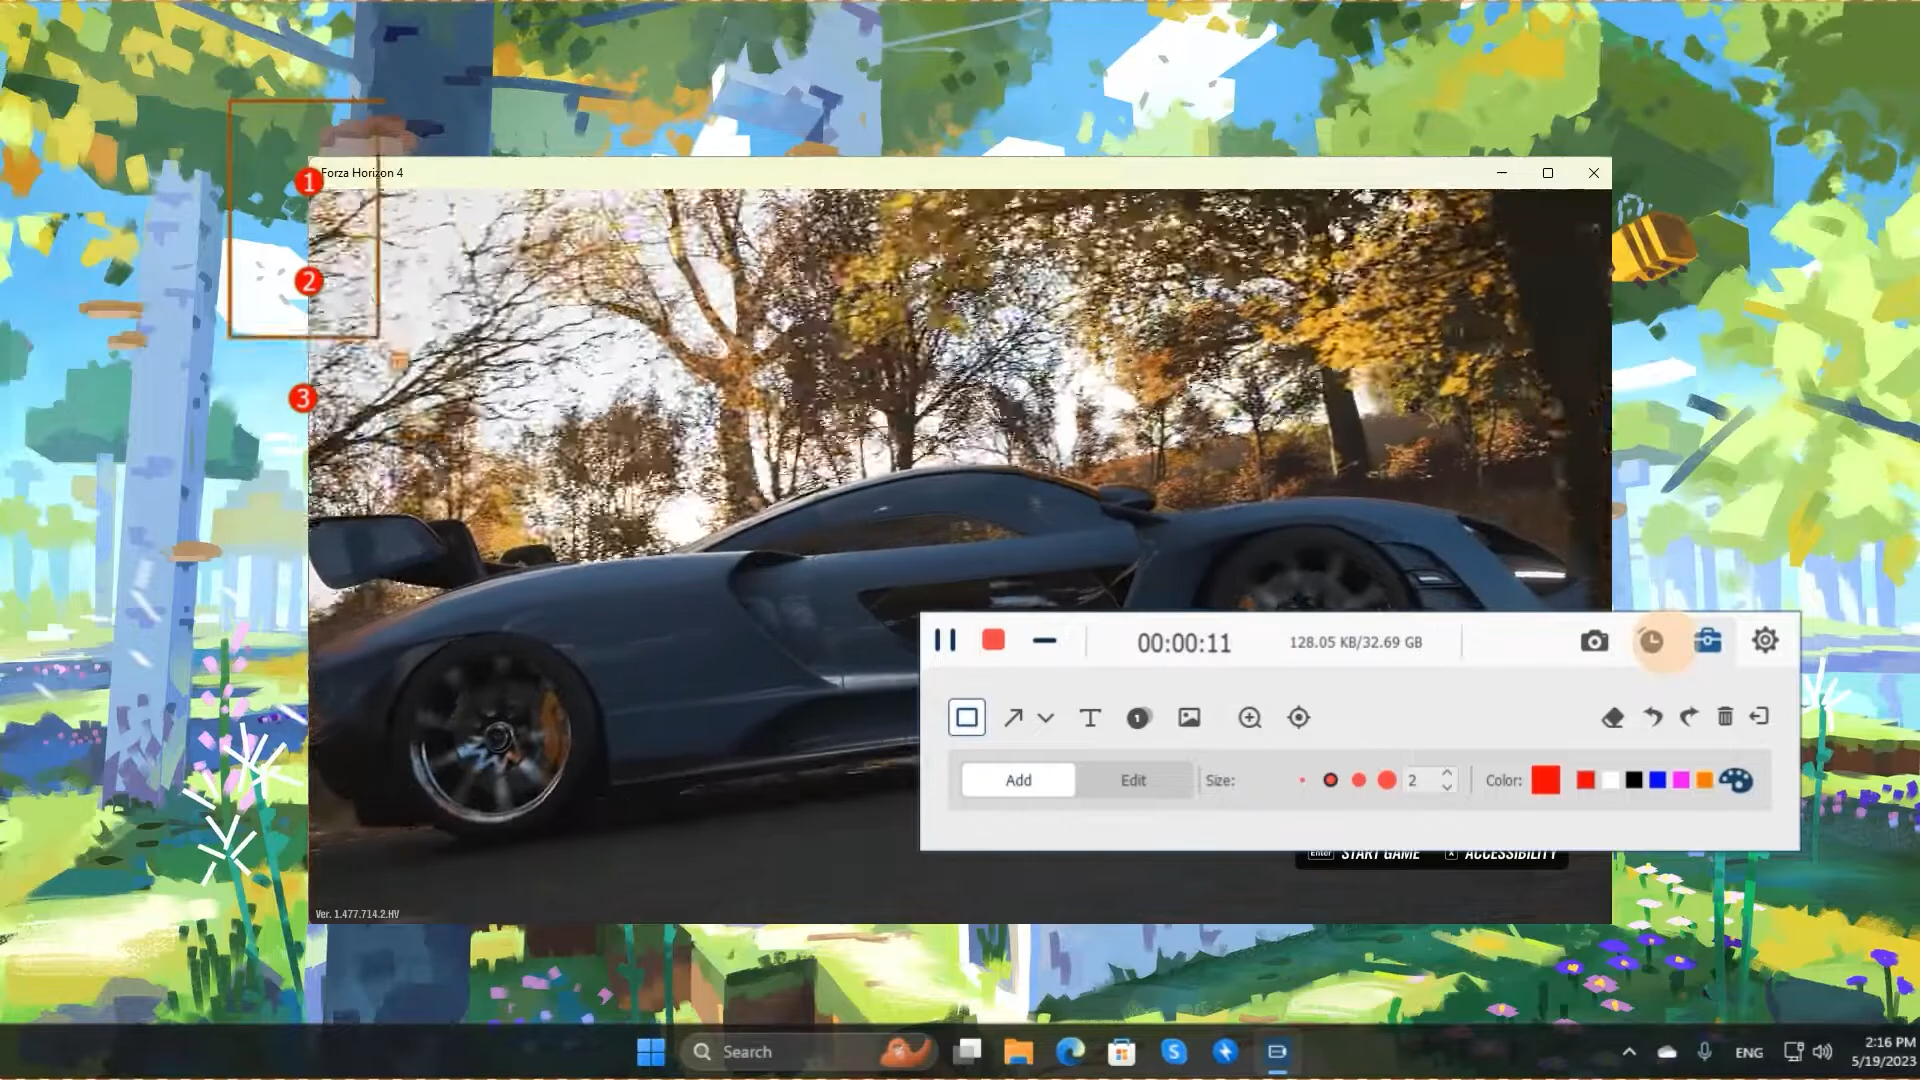 1
Forza Horizon 4
2
3
00:00:11
128.05 KB/32.69 GB
T
1
Add
Edit
Size:
2
Color:
Enter START GAME
X ACCESSIBILITY
Ver. 1.477.714.2.HV
Search
ENG
2:16 PM
5/19/2023